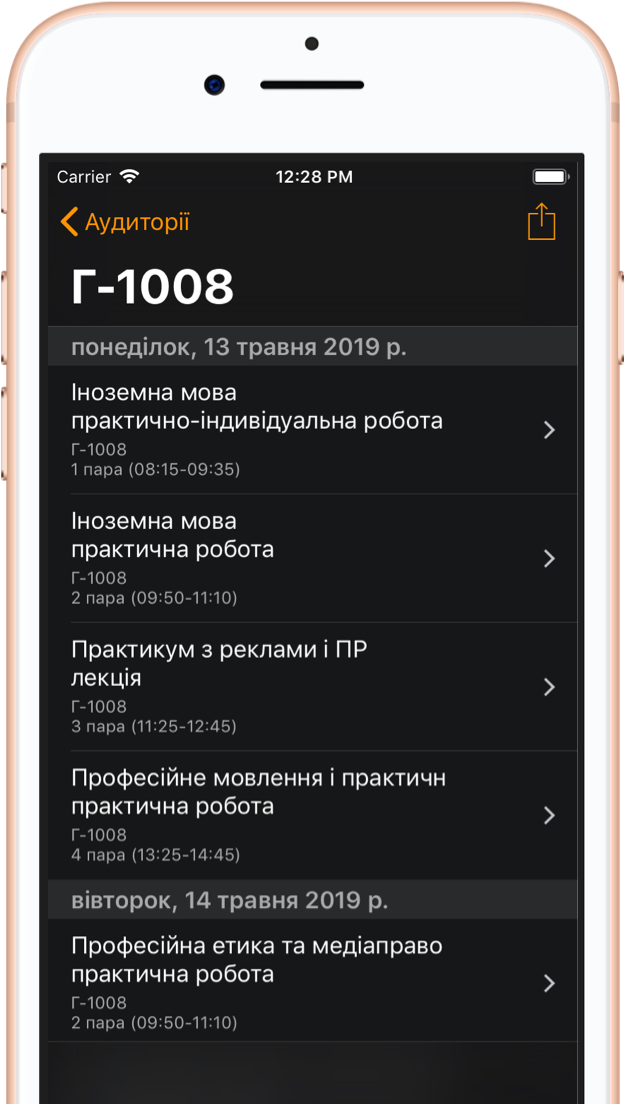 Carrier 12:28 PM
Аудиторії
Г-1008
понеділок, 13 травня 2019 р.
Іноземна мова
практично-індивідуальна робота
Г-1008
1 пара (08:15-09:35)
Іноземна мова
практична робота
Г-1008
2 пара (09:50-11:10)
Практикум з реклами і ПР
лекція
Г-1008
3 пара (11:25-12:45)
Професійне мовлення і практичн
практична робота
Г-1008
4 пара (13:25-14:45)
вівторок, 14 травня 2019 р.
Професійна етика та медіаправо
практична робота
Г-1008
2 пара (09:50-11:10)